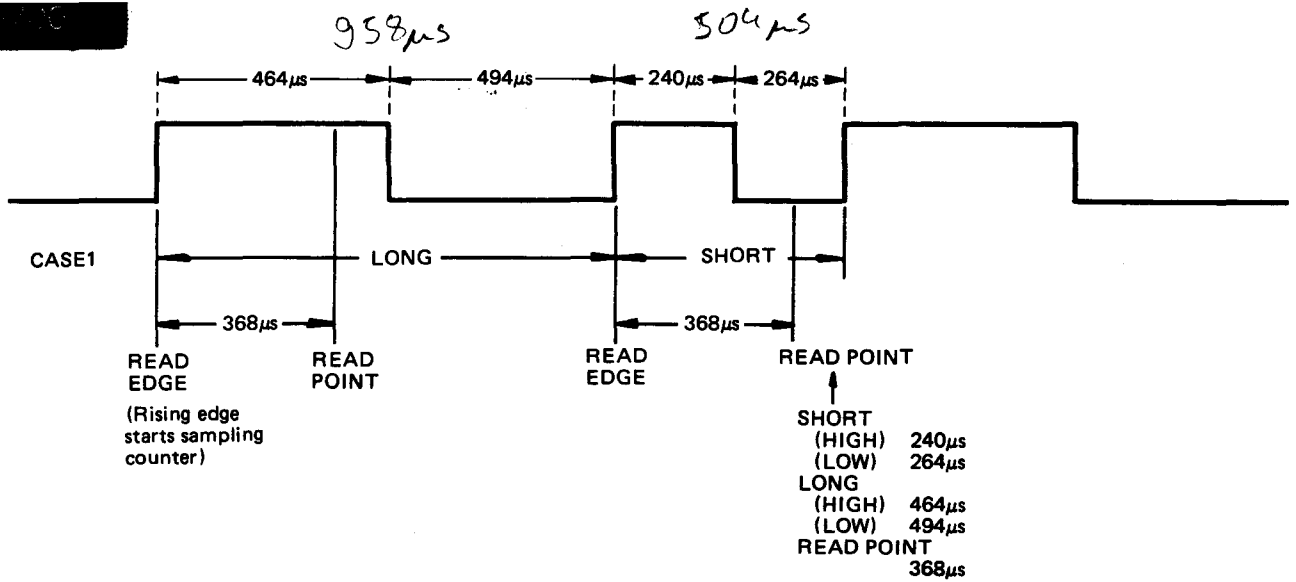 958μs 504μs
464μs 494μs 240μs 264μs
CASE1 LONG SHORT
368μs 368μs
READ
EDGE
(Rising edge
starts sampling
counter)
READ
POINT
READ
EDGE
READ POINT
SHORT
(HIGH) 240μs
(LOW) 264μs
LONG
(HIGH) 464μs
(LOW) 494μs
READ POINT
368μs